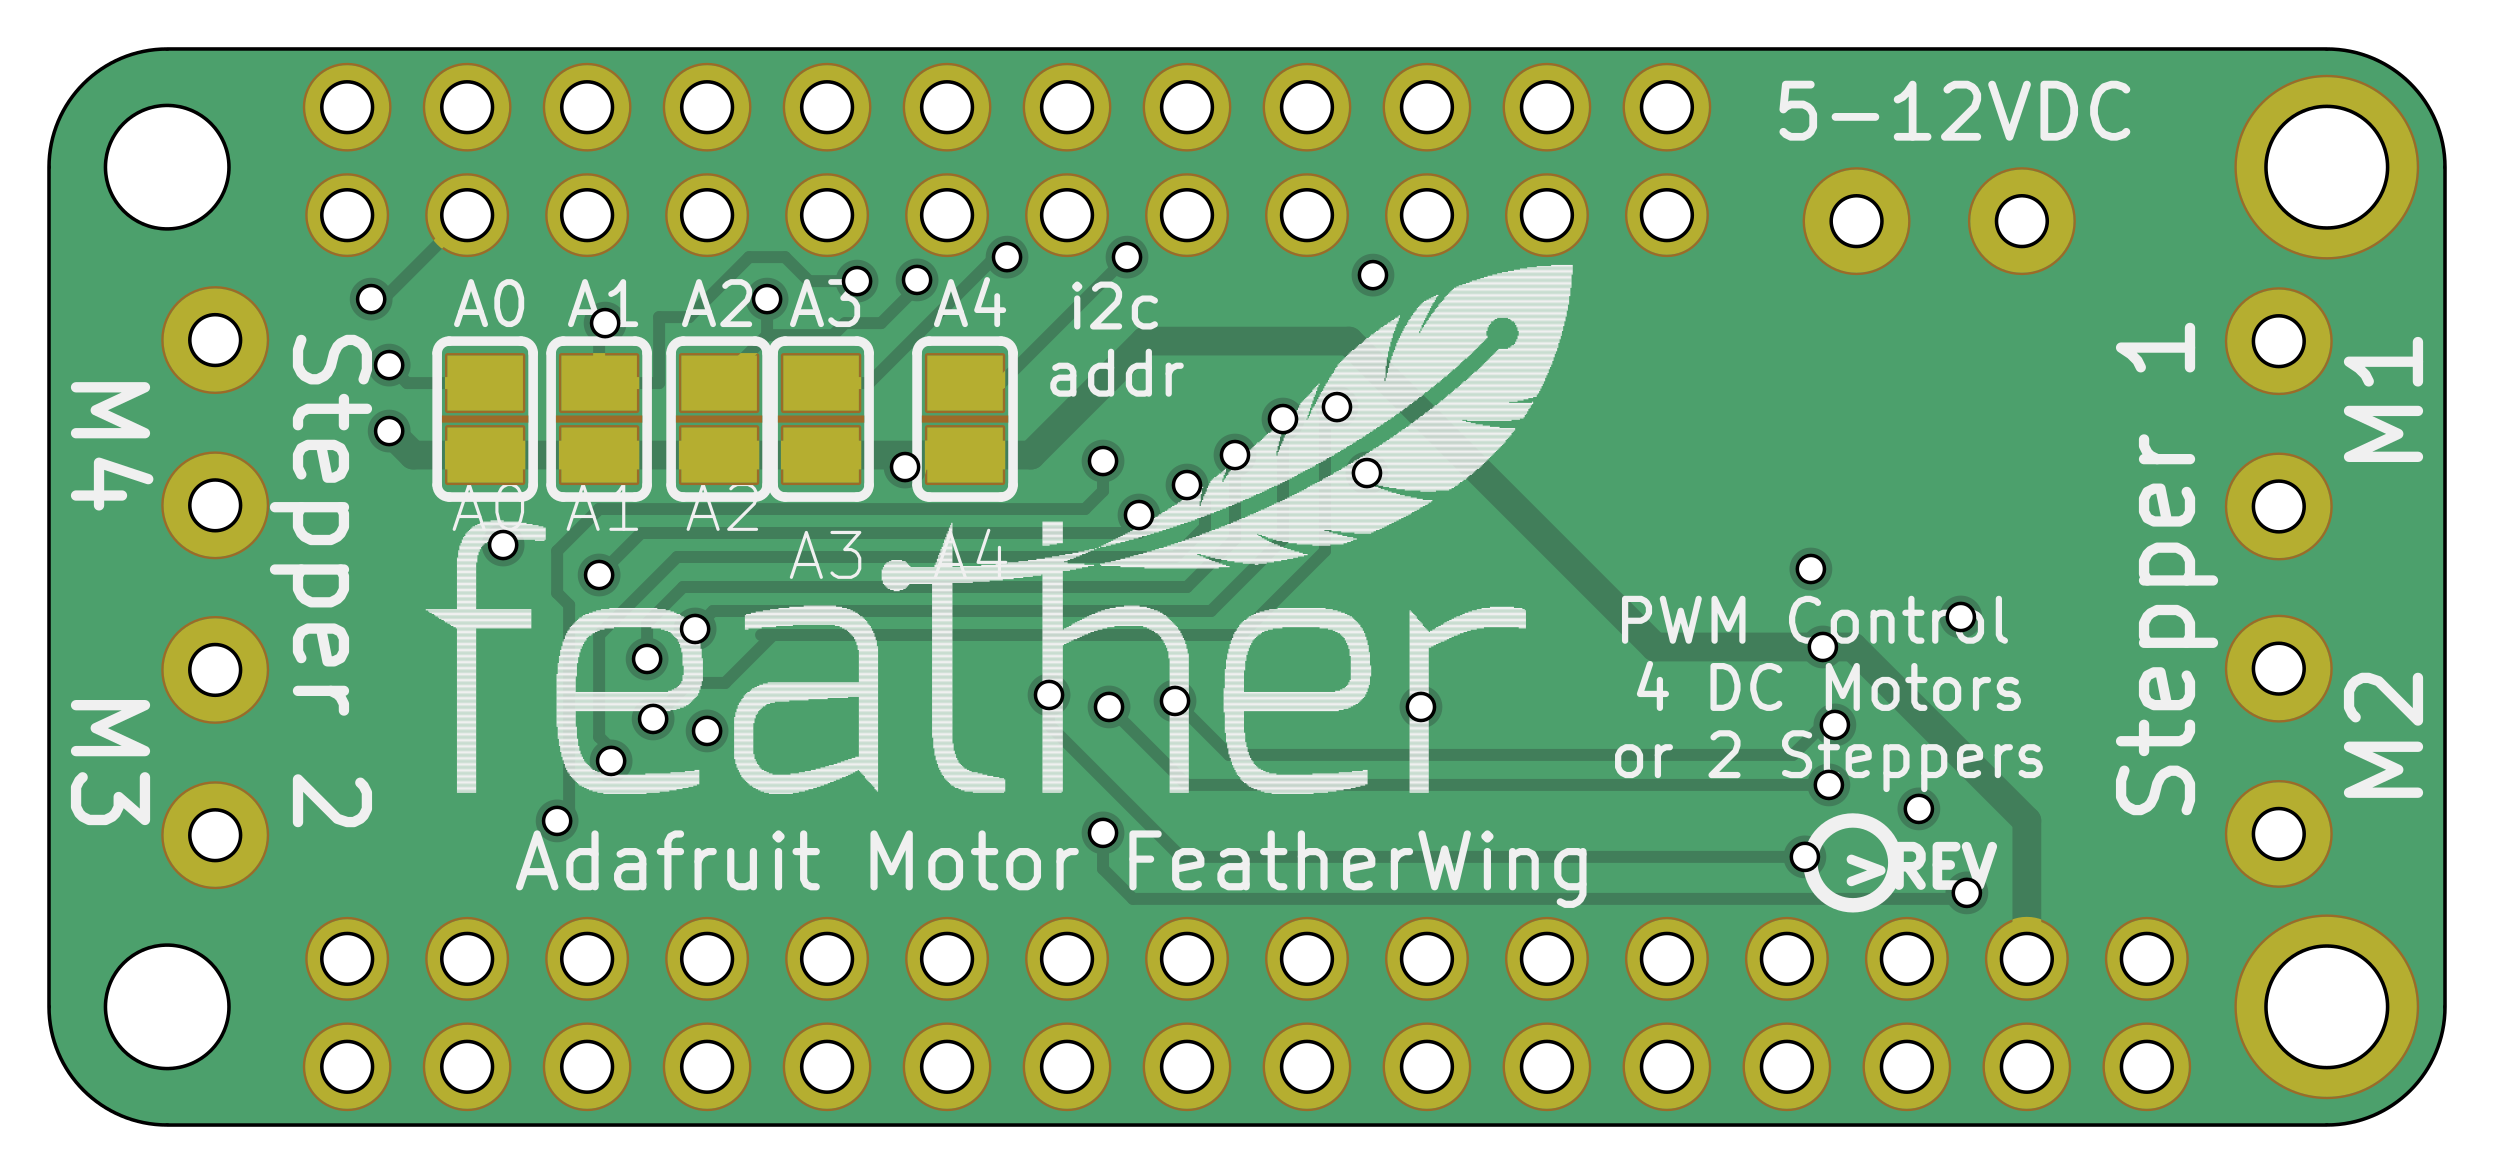 5-12VDC
A0 A1 A2 A3 A4 i2c
addr
A0 A1 A2 A3 A4
feather
PWM Control
4 DC Motors
or 2 Steppers
Adafruit Motor FeatherWing
>REV
M4
M3
Stepper 2
Stepper 1
M1
M2